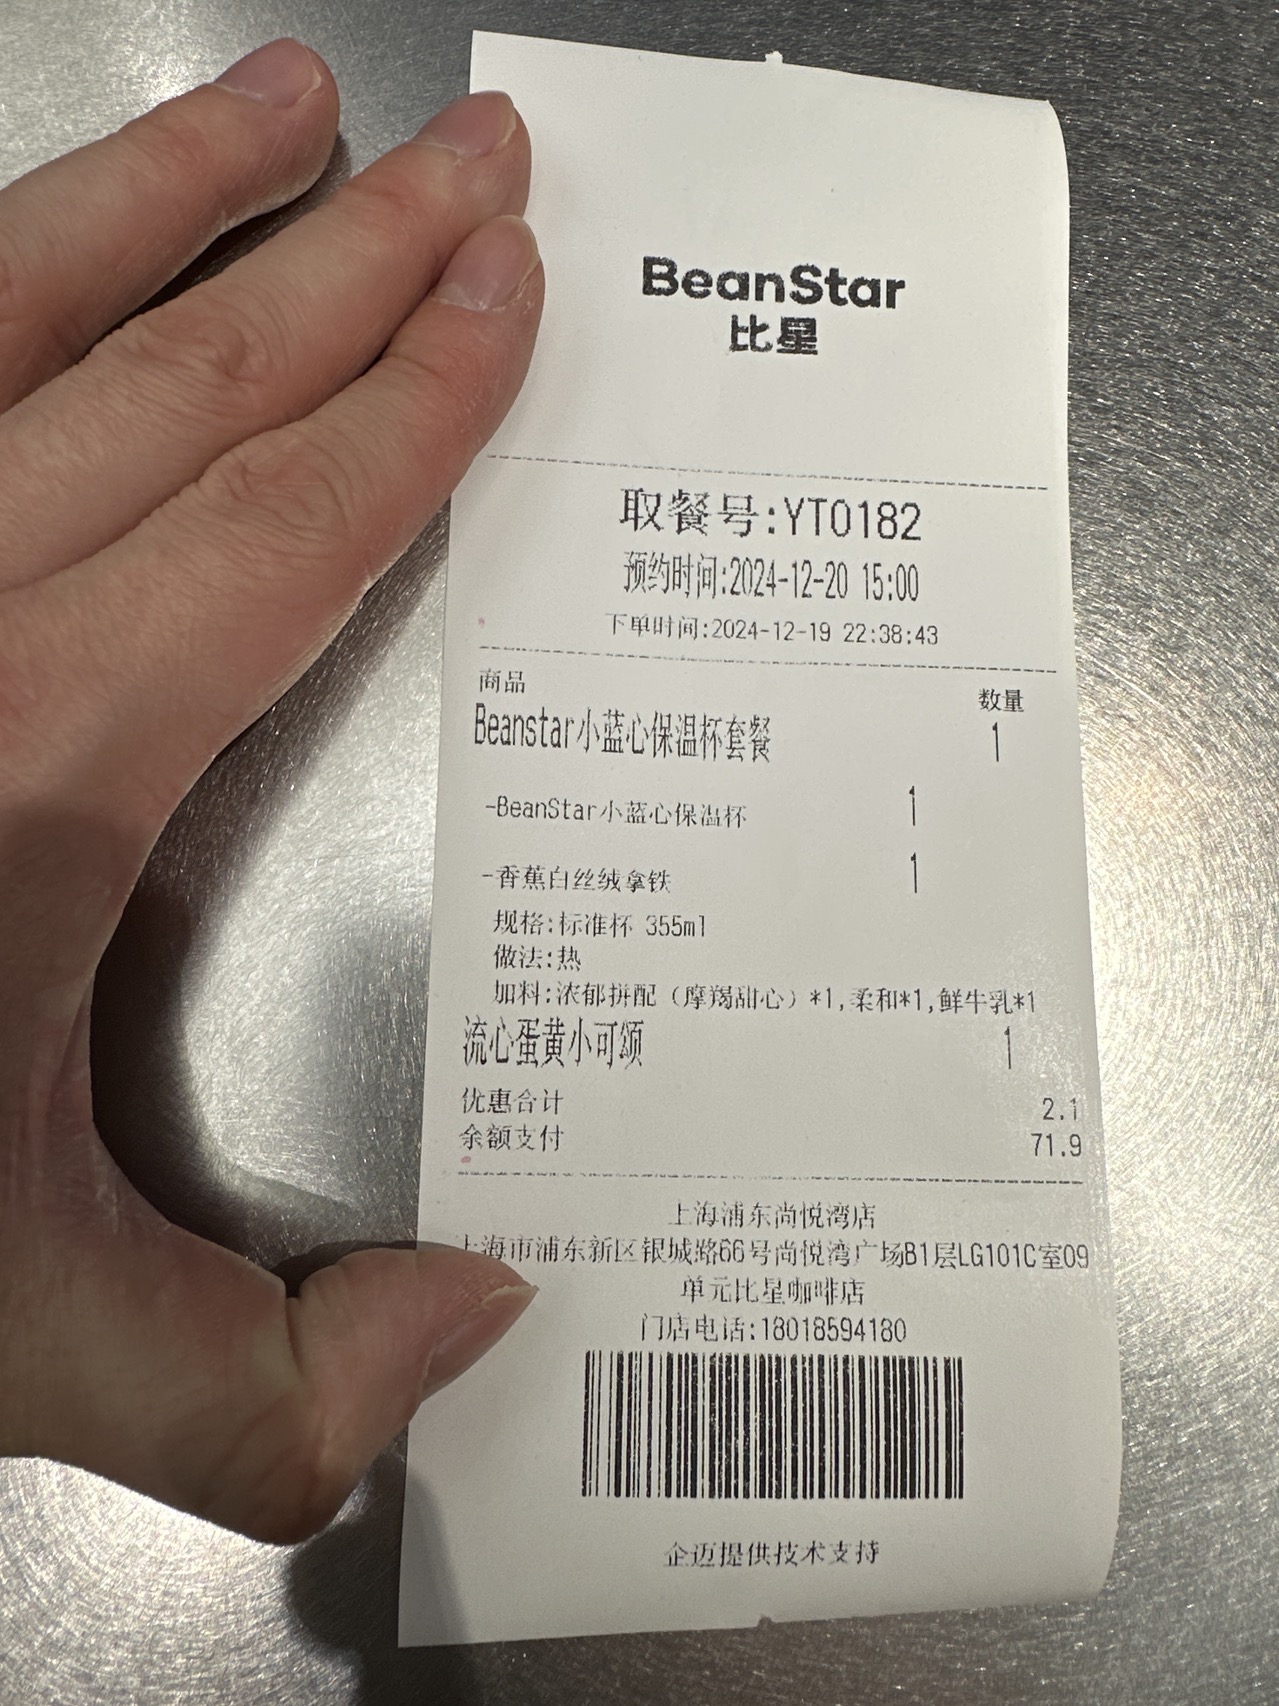 BeanStar
比星
取餐号:YT0182
预约时间:2024-12-20 15:00
下单时间:2024-12-19 22:38:43
商品 数量
Beanstar小蓝心保温杯套餐 1
-BeanStar小蓝心保温杯 1
-香蕉白丝绒拿铁 1
规格:标准杯 355ml
做法:热
加料:浓郁拼配（摩羯甜心）*1,柔和*1,鲜牛乳*1
流心蛋黄小可颂 1
优惠合计 2.1
余额支付 71.9
上海浦东尚悦湾店
上海市浦东新区银城路66号尚悦湾广场B1层LG101C室09
单元比星咖啡店
门店电话:18018594180
企迈提供技术支持